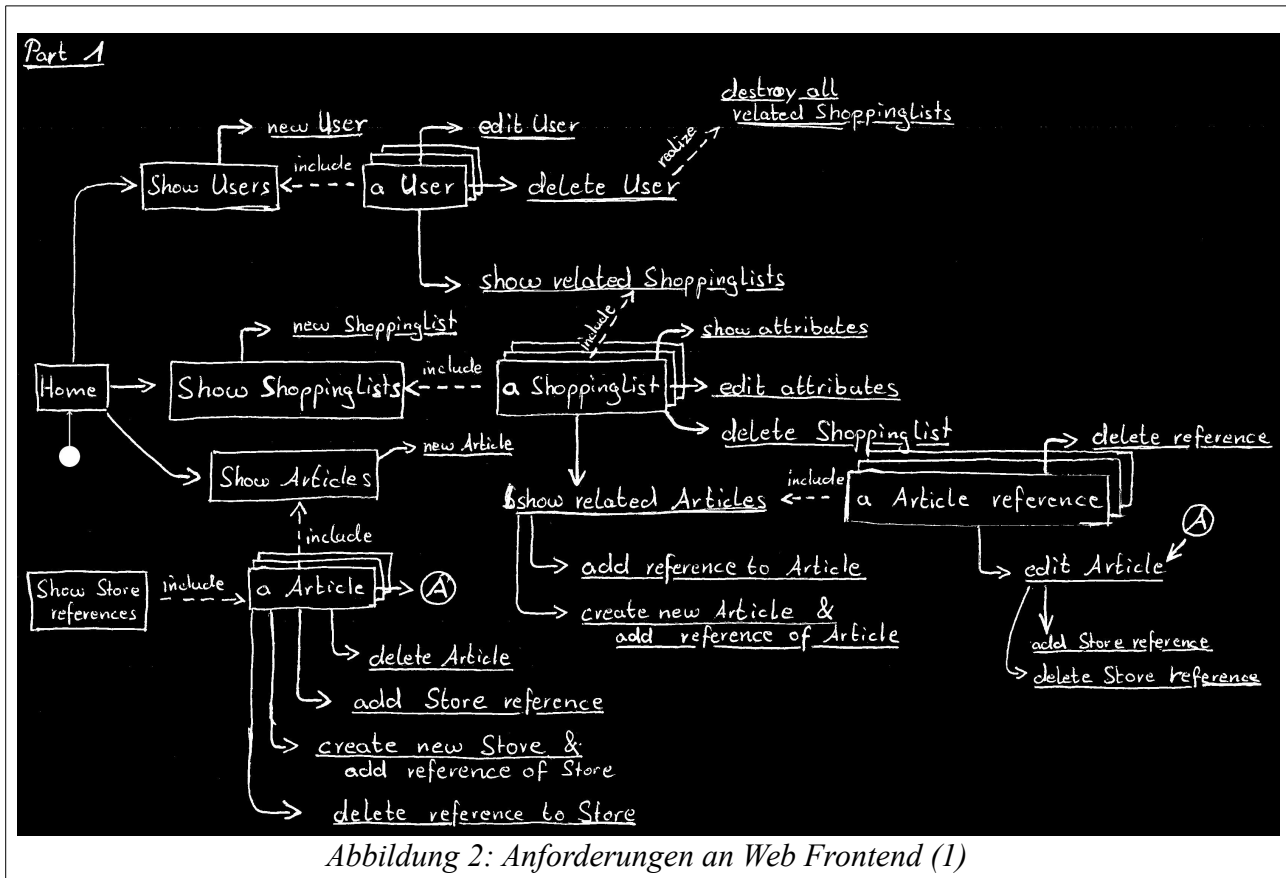 Part 1
destroy all
related Shoppinglists
new User
edit User
realize
include
Show Users
a User
delete User
show related Shoppinglists
new Shoppinglist
include
show attributes
include
Home
Show Shoppinglists
a Shoppinglist
edit attributes
delete Shoppinglist
delete reference
new Article
Show Articles
include
show related Articles
a Article reference
A
include
add reference to Article
edit Article
Show Store
references
include
a Article
A
create new Article &
add reference of Article
add Store reference
delete Article
delete Store reference
add Store reference
create new Store &
add reference of Store
delete reference to Store
Abbildung 2: Anforderungen an Web Frontend (1)